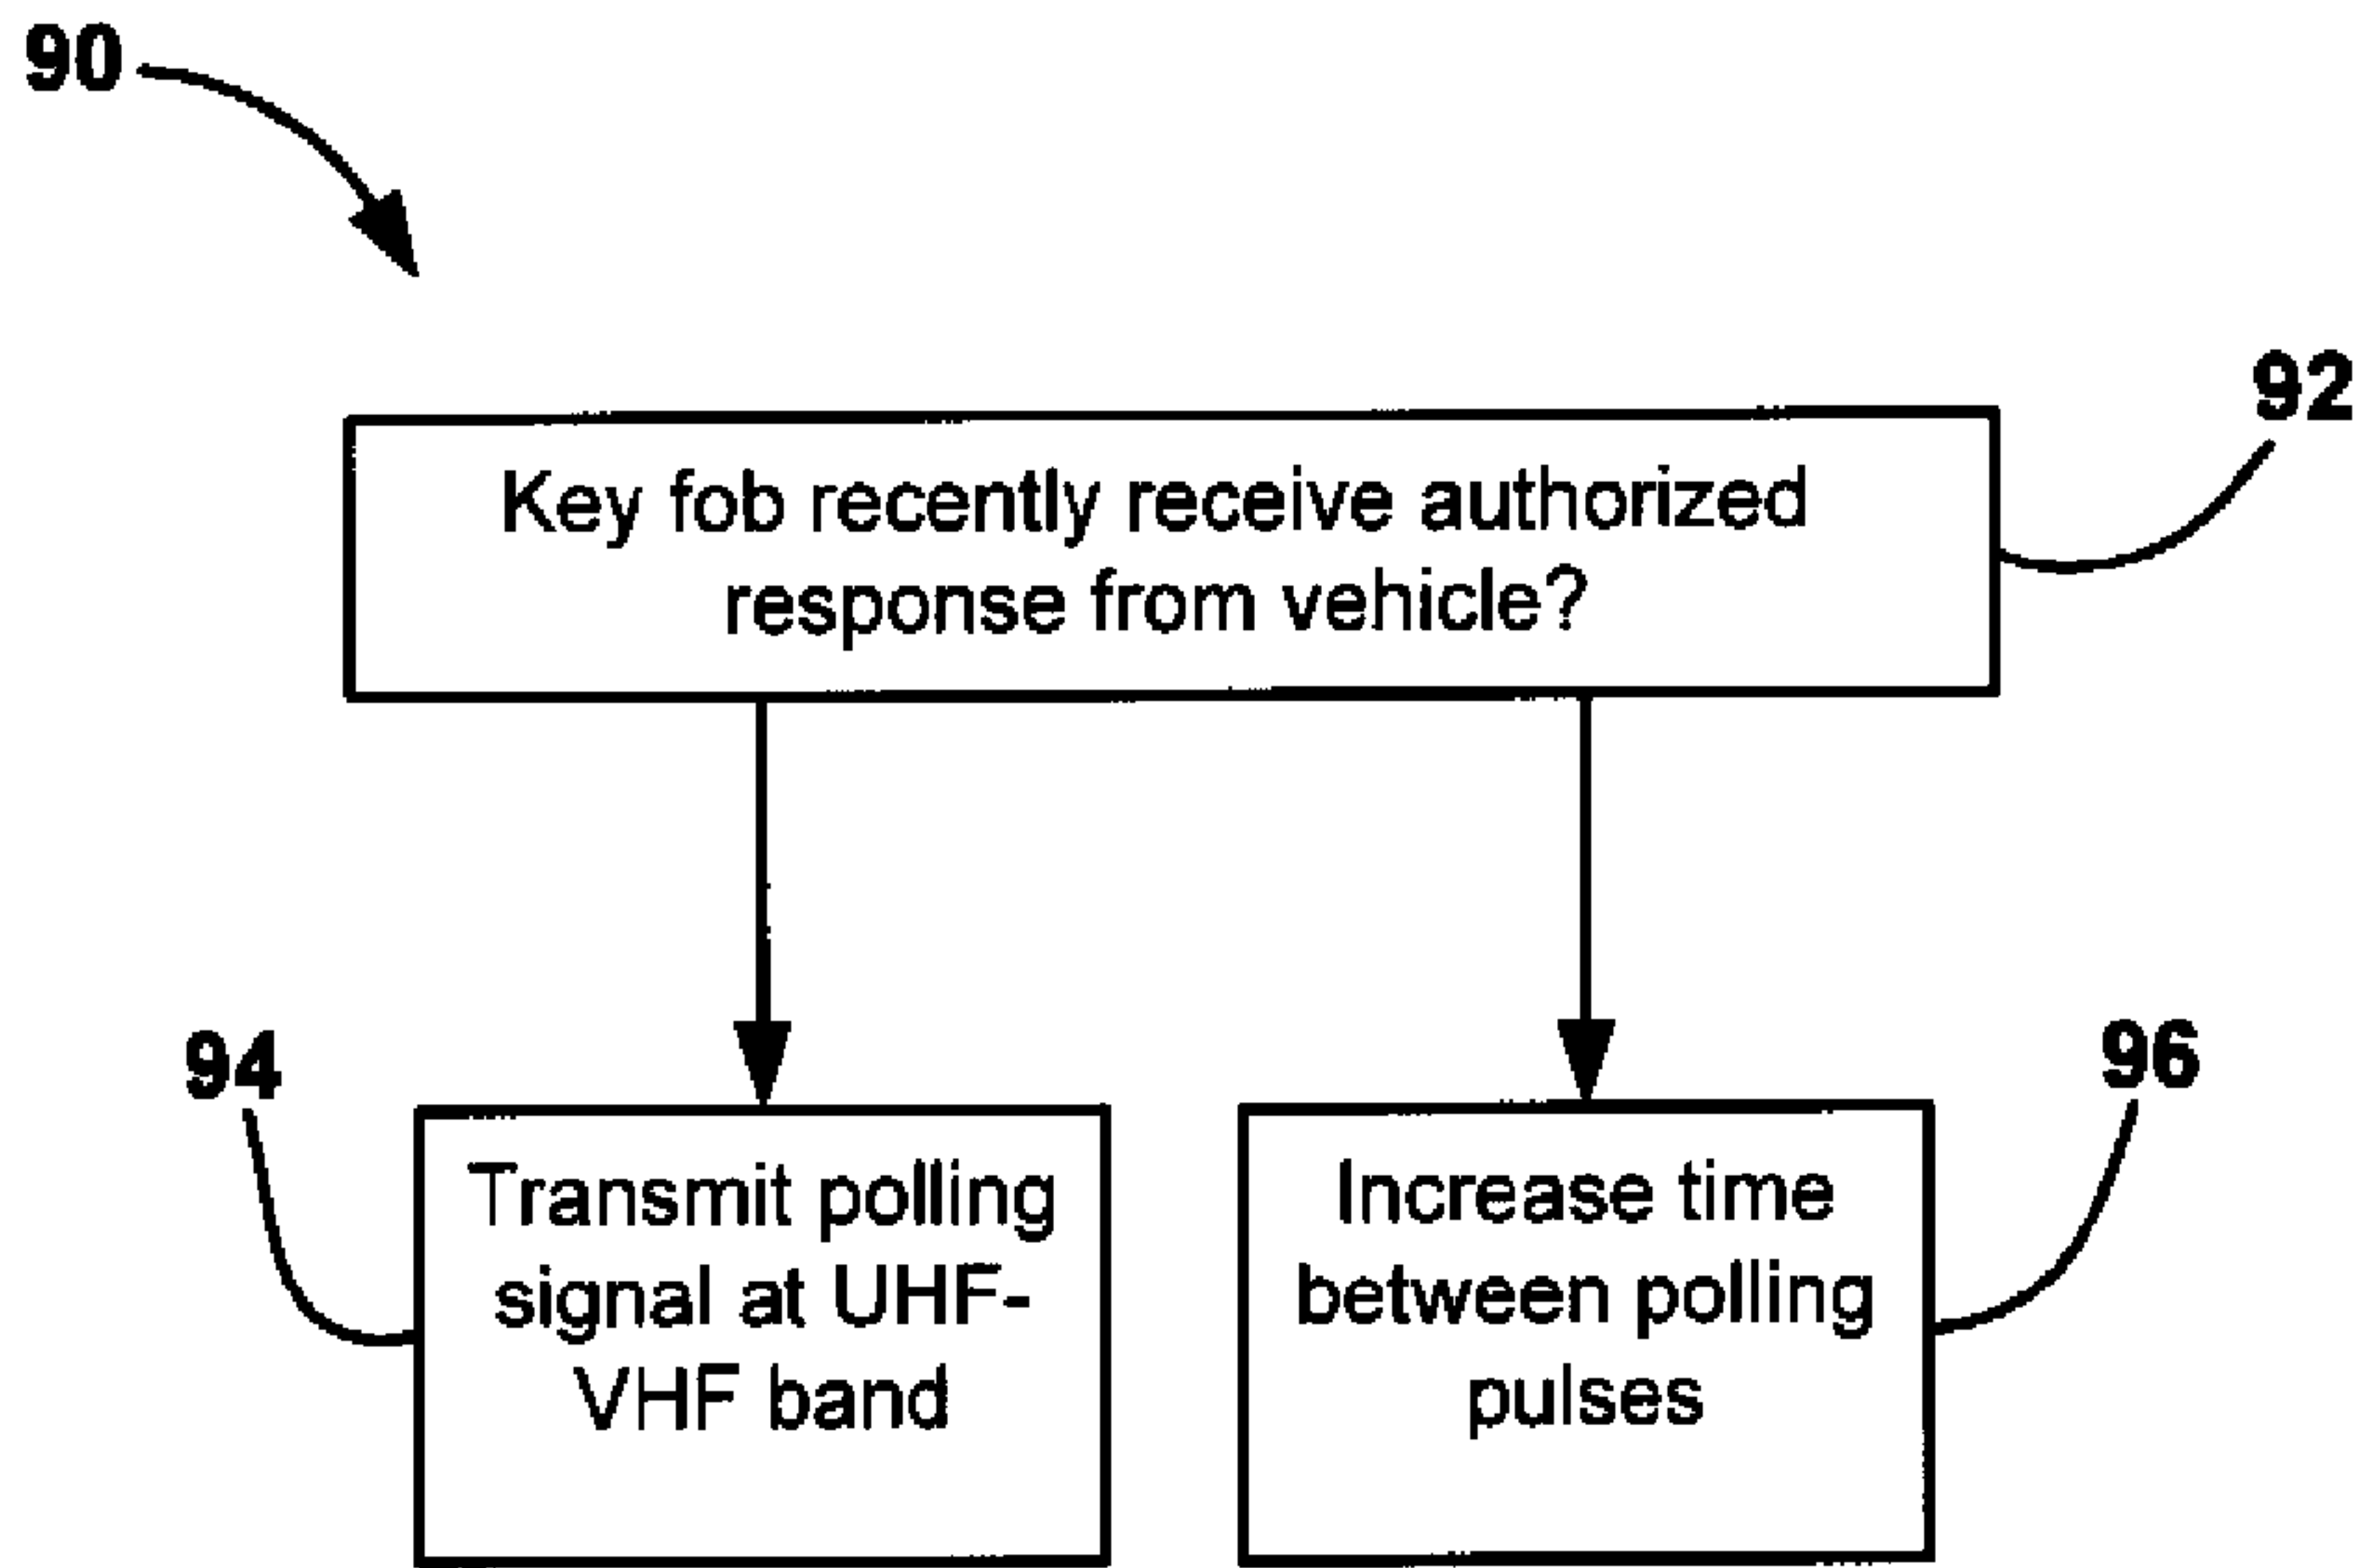 90
92
Key fob recently receive authorized
response from vehicle?
94
96
Transmit polling
signal at UHF-
VHF band
Increase time
between polling
pulses